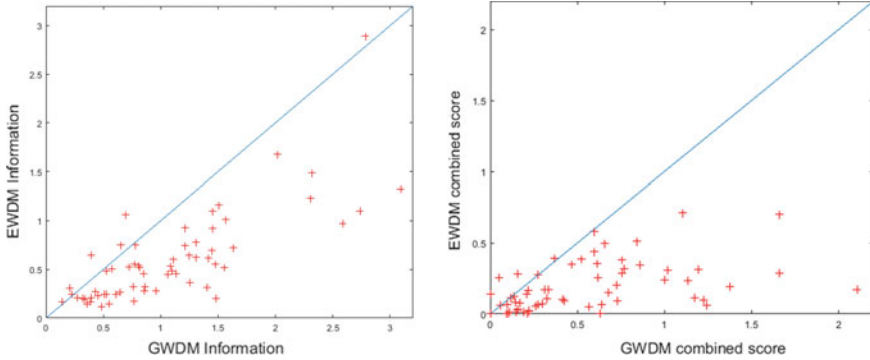 3
2.5
2
1.5
1
0.5
0
0 0.5 1 1.5 2 2.5 3
EWDM Information
GWDM Information
2
1.5
1
0.5
0
0 0.5 1 1.5 2
EWDM combined score
GWDM combined score